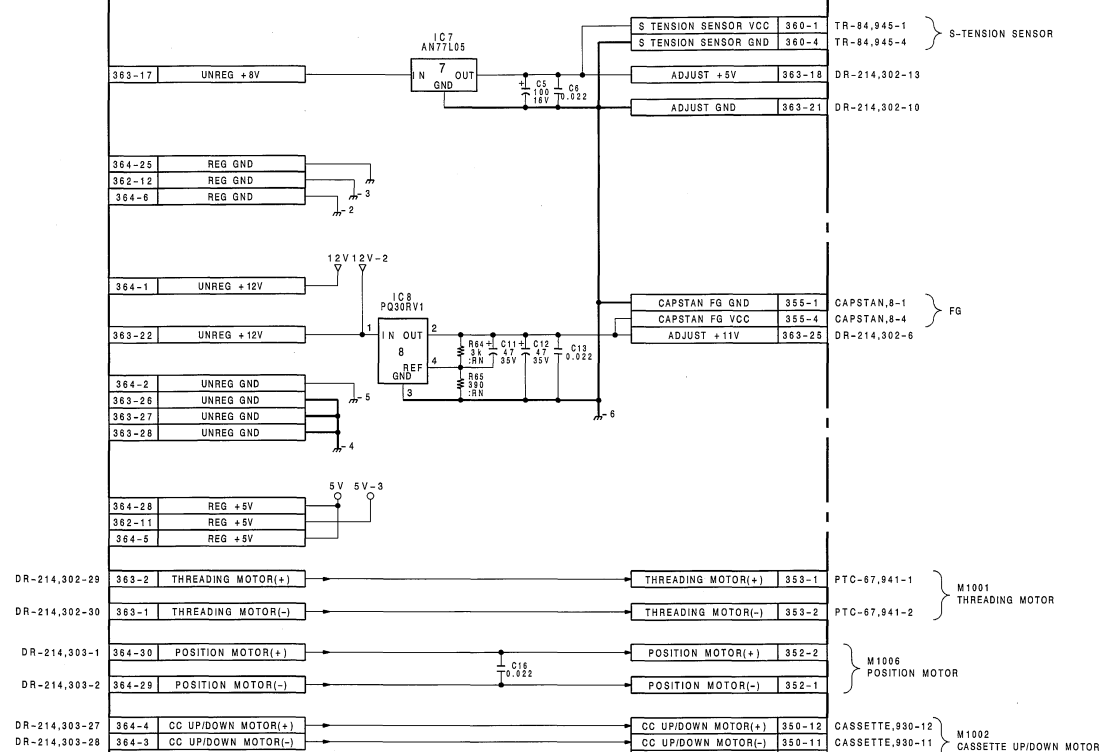 S TENSION SENSOR VCC 360-1 TR-84,945-1
S TENSION SENSOR GND 360-4 TR-84,945-4
S-TENSION SENSOR
IC7
AN77L05
363-17 UNREG +8V
IN 7 OUT
GND
+ C5
100
16V
C6
0.022
ADJUST +5V 363-18 DR-214,302-13
ADJUST GND 363-21 DR-214,302-10
364-25 REG GND
362-12 REG GND
364-6 REG GND
-3
-2
12V 12V-2
364-1 UNREG +12V
IC8
PQ30RV1
363-22 UNREG +12V
1 IN OUT 2
8
REF 4
GND
3
R64
3k
:RN
+ C11
47
35V
+ C12
47
35V
C13
0.022
R65
390
:RN
CAPSTAN FG GND 355-1 CAPSTAN,8-1
CAPSTAN FG VCC 355-4 CAPSTAN,8-4
FG
ADJUST +11V 363-25 DR-214,302-6
364-2 UNREG GND
363-26 UNREG GND
363-27 UNREG GND
363-28 UNREG GND
-5
-4
-6
5V 5V-3
364-28 REG +5V
362-11 REG +5V
364-5 REG +5V
DR-214,302-29 363-2 THREADING MOTOR(+) THREADING MOTOR(+) 353-1 PTC-67,941-1
DR-214,302-30 363-1 THREADING MOTOR(-) THREADING MOTOR(-) 353-2 PTC-67,941-2
M1001
THREADING MOTOR
DR-214,303-1 364-30 POSITION MOTOR(+) POSITION MOTOR(+) 352-2
C16
0.022
DR-214,303-2 364-29 POSITION MOTOR(-) POSITION MOTOR(-) 352-1
M1006
POSITION MOTOR
DR-214,303-27 364-4 CC UP/DOWN MOTOR(+) CC UP/DOWN MOTOR(+) 350-12 CASSETTE,930-12
DR-214,303-28 364-3 CC UP/DOWN MOTOR(-) CC UP/DOWN MOTOR(-) 350-11 CASSETTE,930-11
M1002
CASSETTE UP/DOWN MOTOR